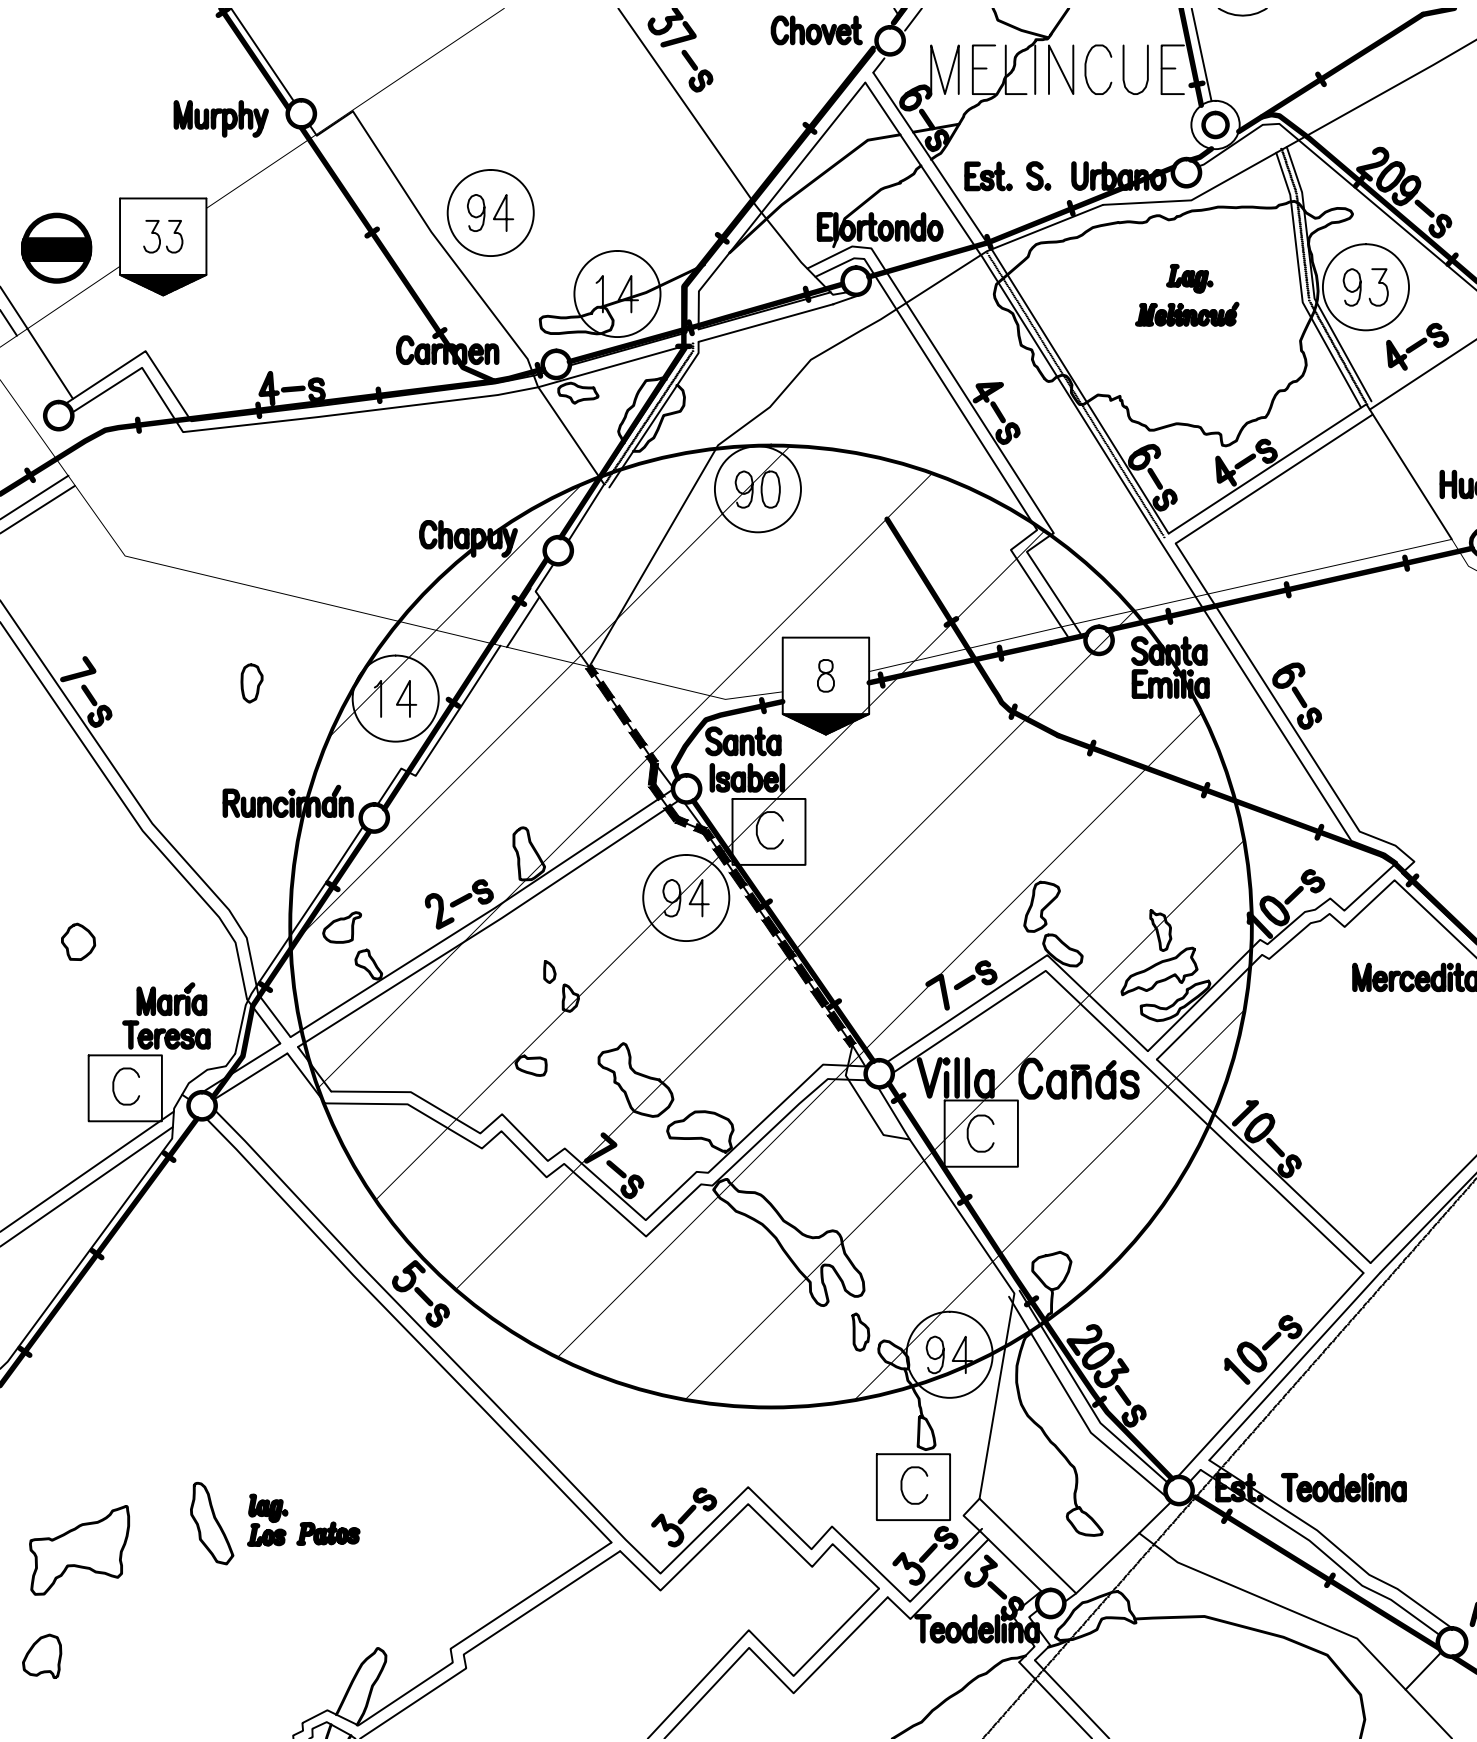 37-s
Chovet
MELINCUE
6-s
Murphy
Est. S. Urbano
209-s
94
33
Elortondo
14
Lag.
Melincué
93
Carmen
4-s
4-s
4-s
6-s
4-s
90
Chapuy
7-s
14
8
Santa
Emilia
6-s
Santa
Isabel
Runcimán
C
2-s
94
10-s
7-s
María
Teresa
C
Villa Cañás
C
7-s
10-s
5-s
94
203-s
10-s
C
lag.
Los Patos
3-s
Est. Teodelina
3-s
3-s
Teodelina